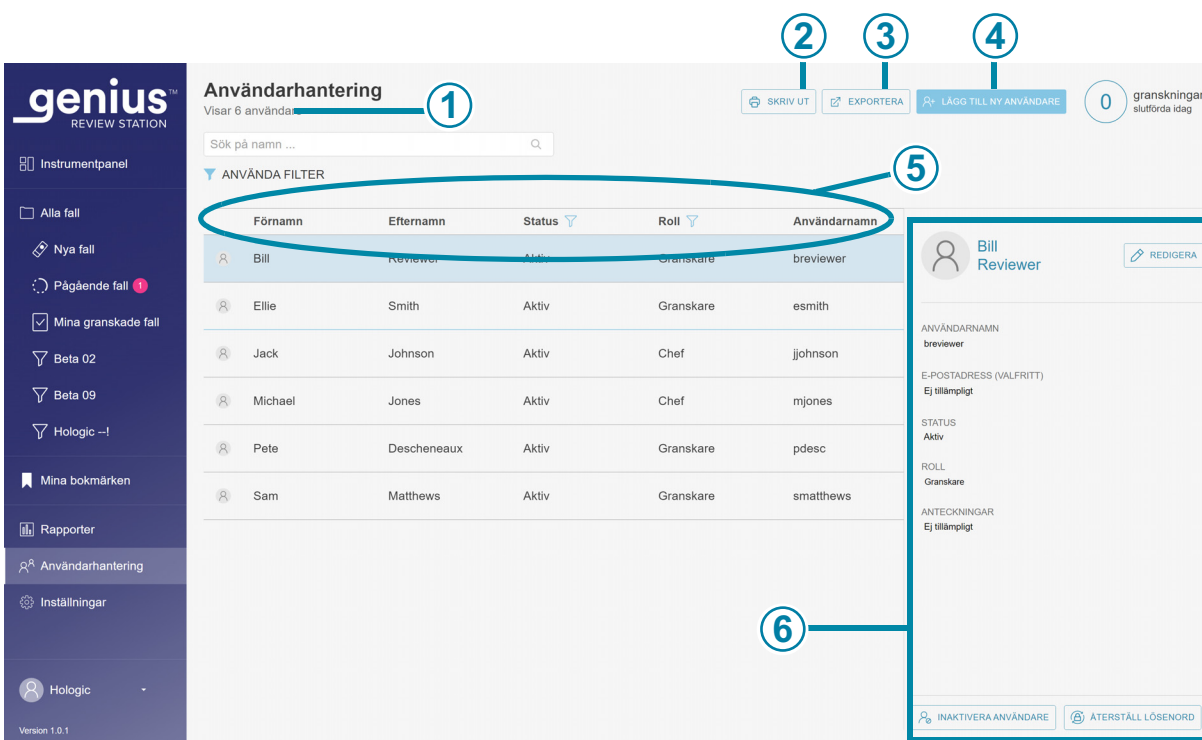 2
3
4
genius™
REVIEW STATION
Instrumentpanel
Alla fall
Nya fall
Pågående fall 1
Mina granskade fall
Beta 02
Beta 09
Hologic --!
Mina bokmärken
Rapporter
Användarhantering
Inställningar
Hologic
Version 1.0.1
Användarhantering
Visar 6 användare
1
SKRIV UT
EXPORTERA
LÄGG TILL NY ANVÄNDARE
0
granskningar
slutförda idag
Sök på namn ...
ANVÄNDA FILTER
5
Förnamn Efternamn Status Roll Användarnamn
Bill Reviewer Aktiv Granskare breviewer
Ellie Smith Aktiv Granskare esmith
Jack Johnson Aktiv Chef jjohnson
Michael Jones Aktiv Chef mjones
Pete Descheneaux Aktiv Granskare pdesc
Sam Matthews Aktiv Granskare smatthews
6
Bill
Reviewer
REDIGERA
ANVÄNDARNAMN
breviewer
E-POSTADRESS (VALFRITT)
Ej tillämpligt
STATUS
Aktiv
ROLL
Granskare
ANTECKNINGAR
Ej tillämpligt
INAKTIVERA ANVÄNDARE
ÅTERSTÄLL LÖSENORD